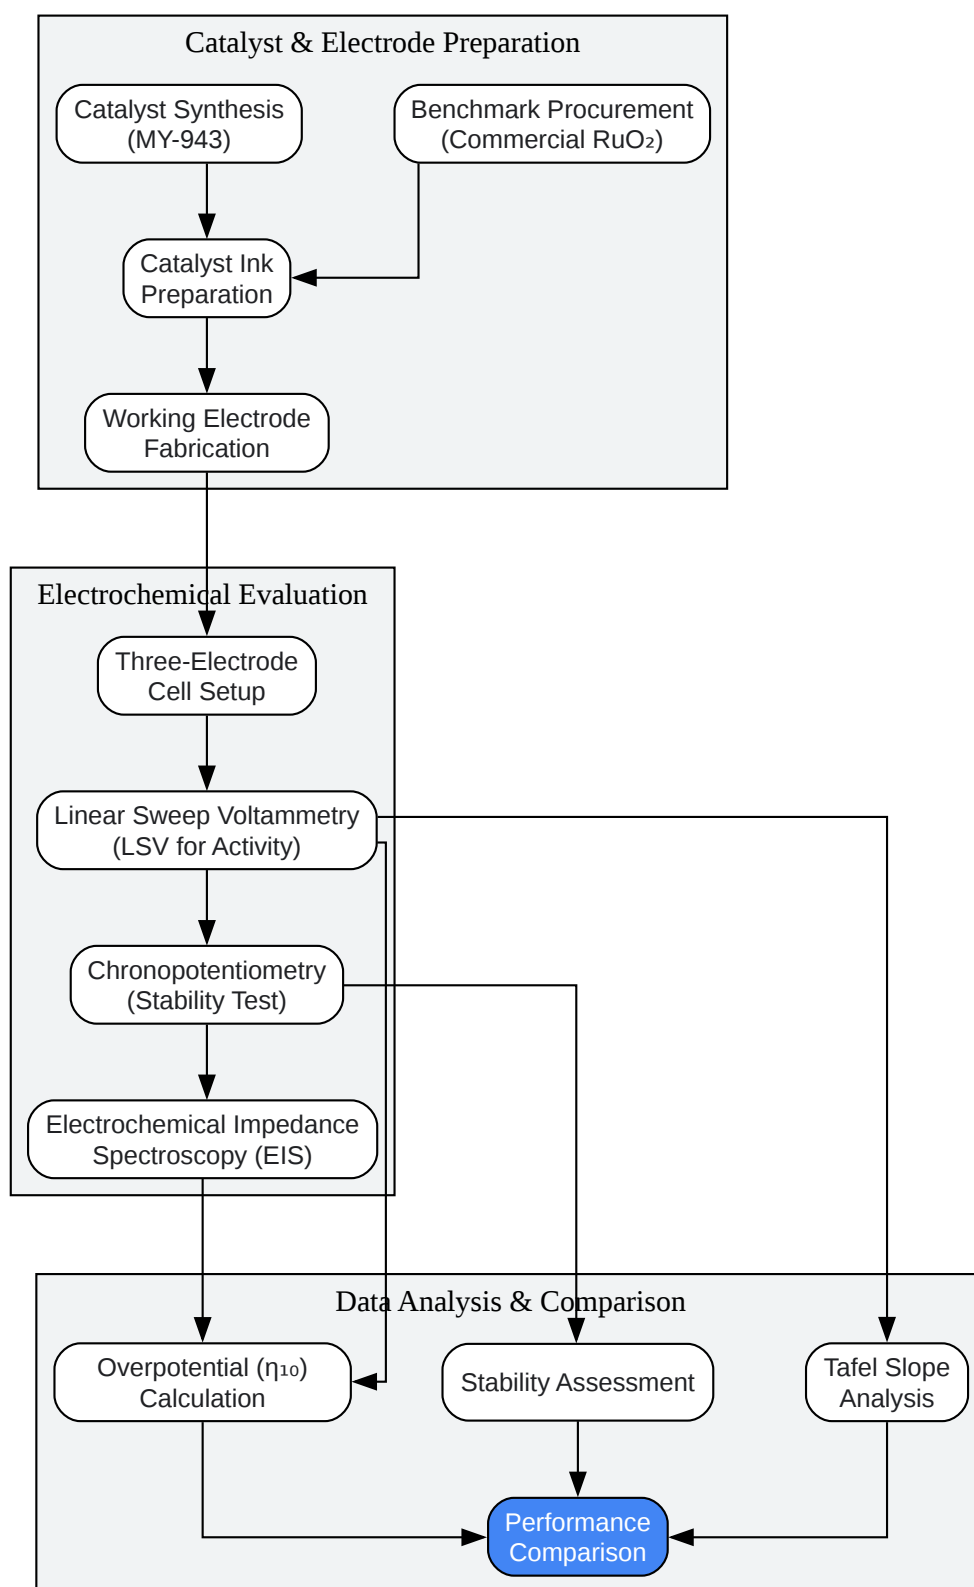 Catalyst & Electrode Preparation
Catalyst Synthesis
(MY-943)
Benchmark Procurement
(Commercial RuO₂)
Catalyst Ink
Preparation
Working Electrode
Fabrication
Electrochemical Evaluation
Three-Electrode
Cell Setup
Linear Sweep Voltammetry
(LSV for Activity)
Chronopotentiometry
(Stability Test)
Electrochemical Impedance
Spectroscopy (EIS)
Data Analysis & Comparison
Overpotential (η₁₀)
Calculation
Stability Assessment
Tafel Slope
Analysis
Performance
Comparison